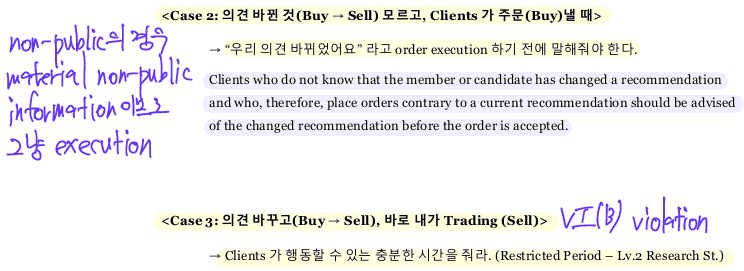 <Case 2: 의견 바뀐 것(Buy → Sell) 모르고, Clients 가 주문(Buy)낼 때>
→ “우리 의견 바뀌었어요” 라고 order execution 하기 전에 말해줘야 한다.
Clients who do not know that the member or candidate has changed a recommendation
and who, therefore, place orders contrary to a current recommendation should be advised
of the changed recommendation before the order is accepted.
non-public의 경우
material non-public
information이므로
그냥 execution
<Case 3: 의견 바꾸고(Buy → Sell), 바로 내가 Trading (Sell)> VI(B) violation
→ Clients 가 행동할 수 있는 충분한 시간을 줘라. (Restricted Period – Lv.2 Research St.)